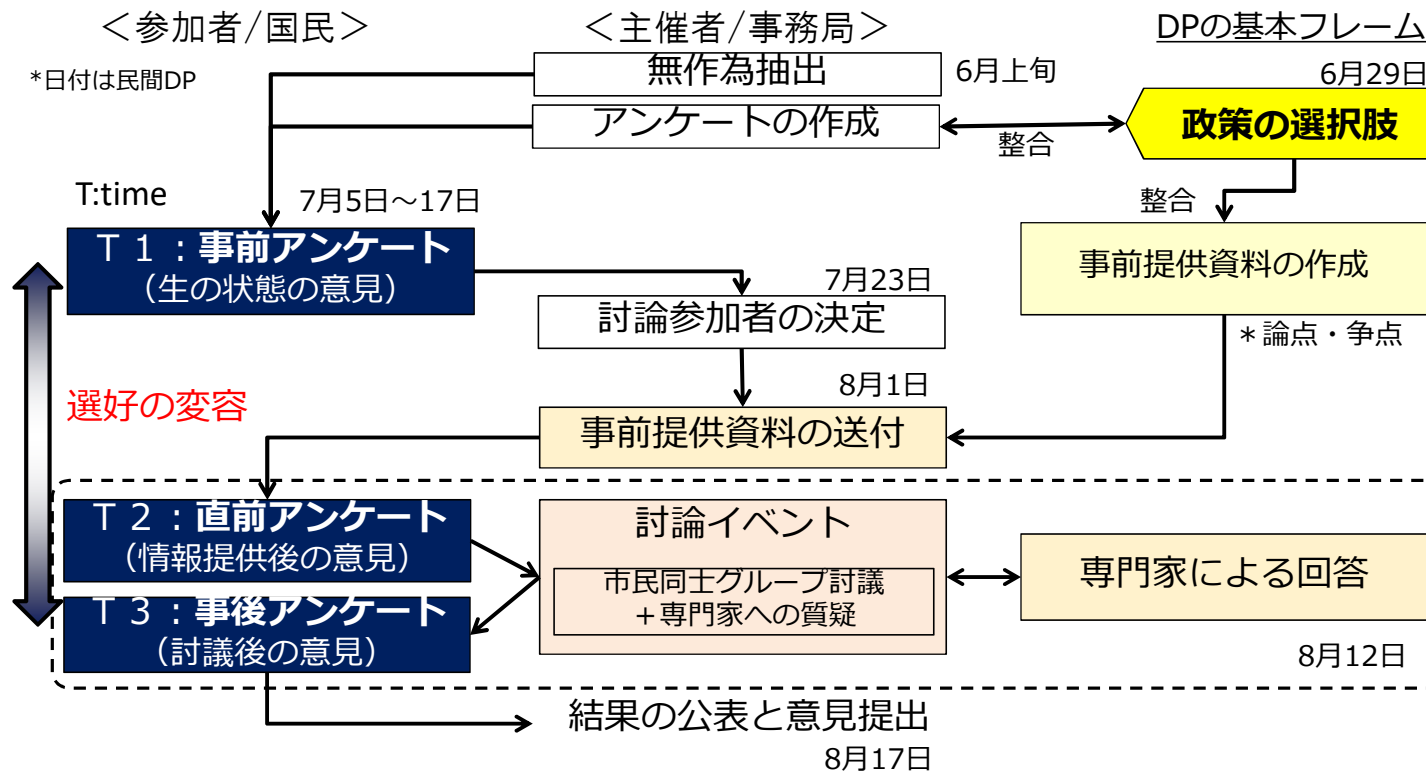 ＜参加者/国民＞
＜主催者/事務局＞
DPの基本フレーム
*日付は民間DP
無作為抽出
6月上旬
6月29日
アンケートの作成
整合
政策の選択肢
T:time
7月5日～17日
整合
Ｔ１：事前アンケート
（生の状態の意見）
7月23日
討論参加者の決定
事前提供資料の作成
＊論点・争点
選好の変容
8月1日
事前提供資料の送付
Ｔ２：直前アンケート
（情報提供後の意見）
討論イベント
市民同士グループ討議
＋専門家への質疑
専門家による回答
Ｔ３：事後アンケート
（討議後の意見）
8月12日
結果の公表と意見提出
8月17日